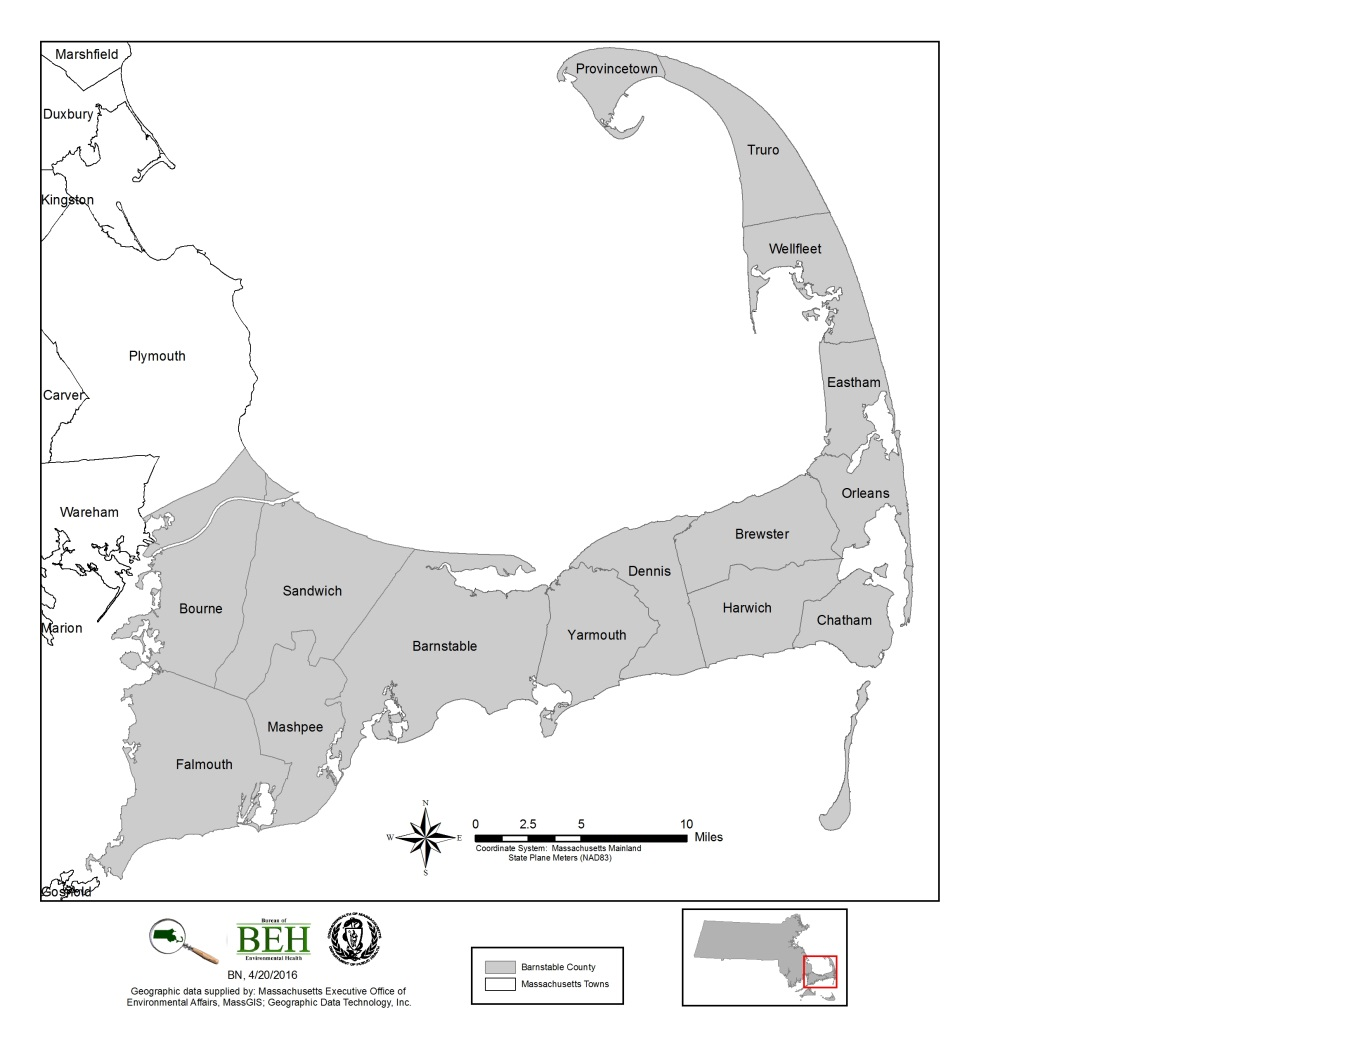 Marshfield
Provincetown
Duxbury
Truro
Kingston
Wellfleet
Plymouth
Eastham
Carver
Orleans
Wareham
Brewster
Dennis
Sandwich
Bourne
Harwich
Chatham
Marion
Yarmouth
Barnstable
Mashpee
Falmouth
Gosnold
N
W
E
S
0 2.5 5 10
Miles
Coordinate System: Massachusetts Mainland
State Plane Meters (NAD83)
Bureau of
BEH
Environmental Health
BN, 4/20/2016
Geographic data supplied by: Massachusetts Executive Office of
Environmental Affairs, MassGIS; Geographic Data Technology, Inc.
Barnstable County
Massachusetts Towns